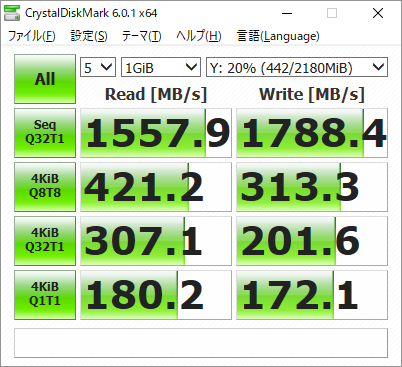 CrystalDiskMark 6.0.1 x64
ファイル(F) 設定(S) テーマ(T) ヘルプ(H) 言語(Language)
All 5 1GiB Y: 20% (442/2180MiB)
Read [MB/s] Write [MB/s]
Seq Q32T1 1557.9 1788.4
4KiB Q8T8 421.2 313.3
4KiB Q32T1 307.1 201.6
4KiB Q1T1 180.2 172.1